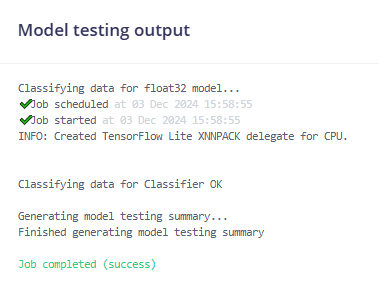 Model testing output
Classifying data for float32 model...
Job scheduled at 03 Dec 2024 15:58:55
Job started at 03 Dec 2024 15:58:55
INFO: Created TensorFlow Lite XNNPACK delegate for CPU.
Classifying data for Classifier OK
Generating model testing summary...
Finished generating model testing summary
Job completed (success)